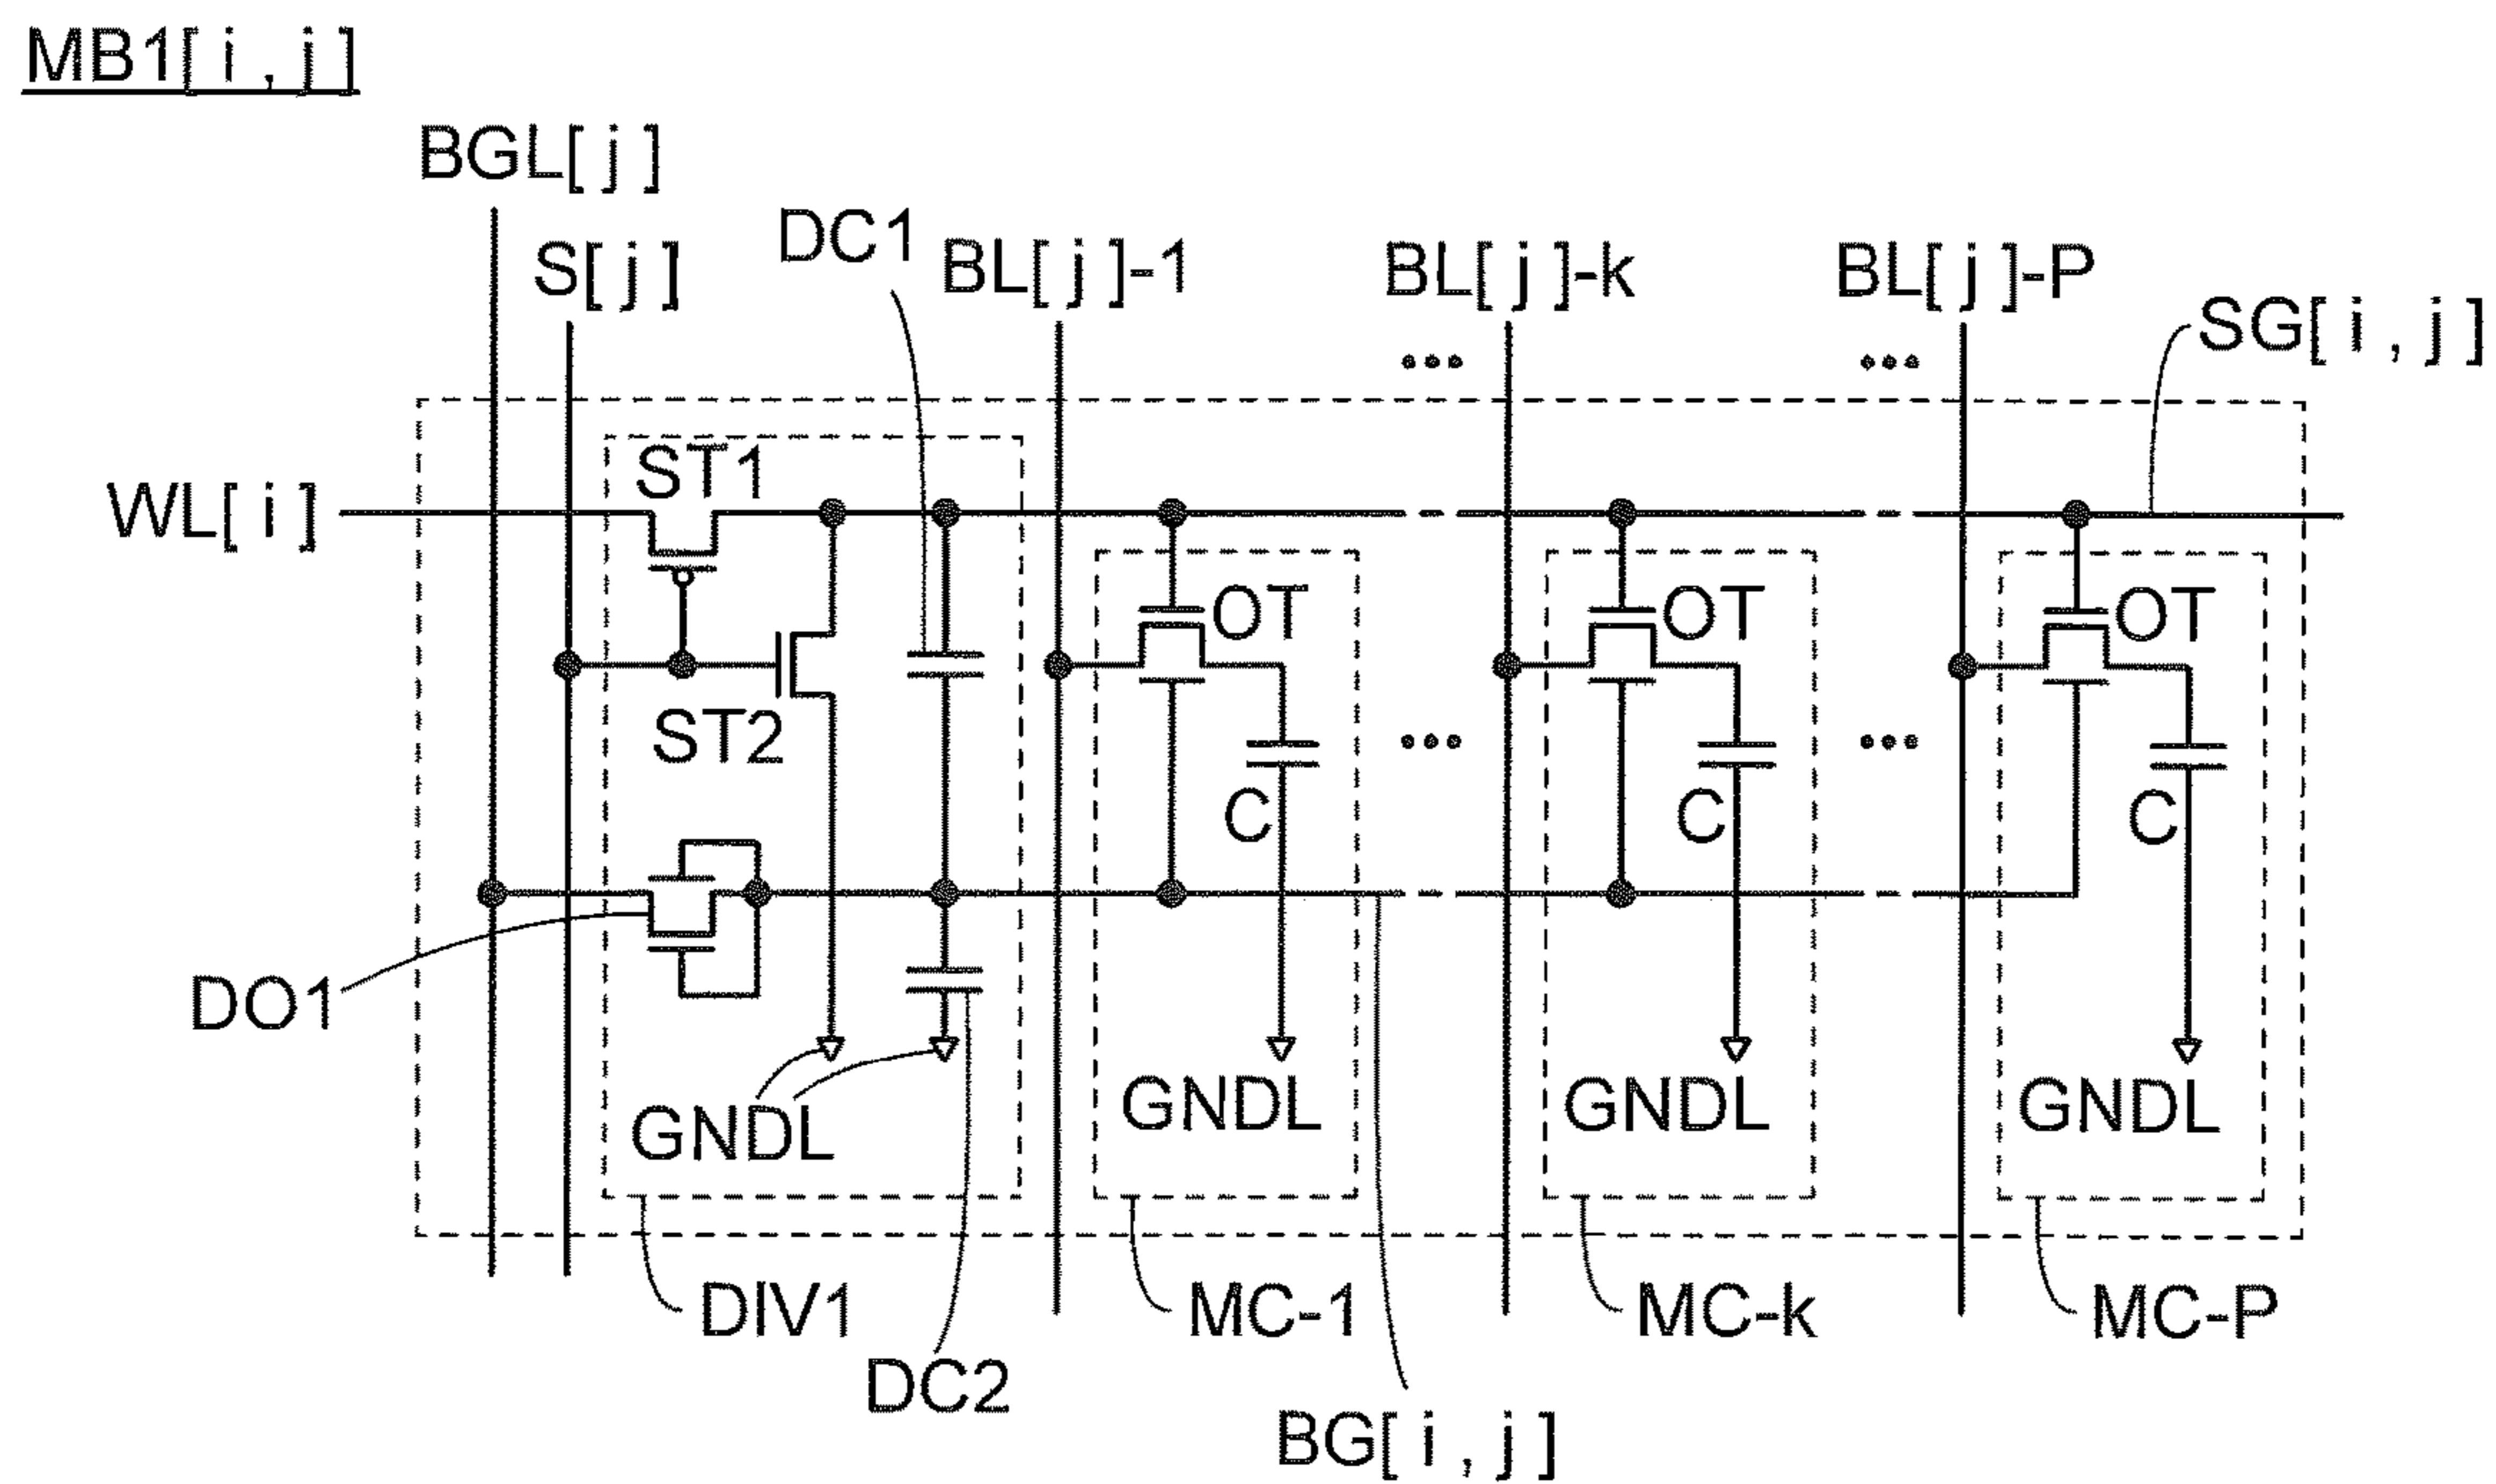 MB1[ i , j ]
BGL[ j ]
S[ j ]
DC1
BL[ j ]-1
BL[ j ]-k
BL[ j ]-P
SG[ i , j ]
...
...
WL[ i ]
ST1
OT
OT
OT
ST2
...
...
C
C
C
DO1
GNDL
GNDL
GNDL
GNDL
DIV1
MC-1
MC-k
MC-P
DC2
BG[ i , j ]